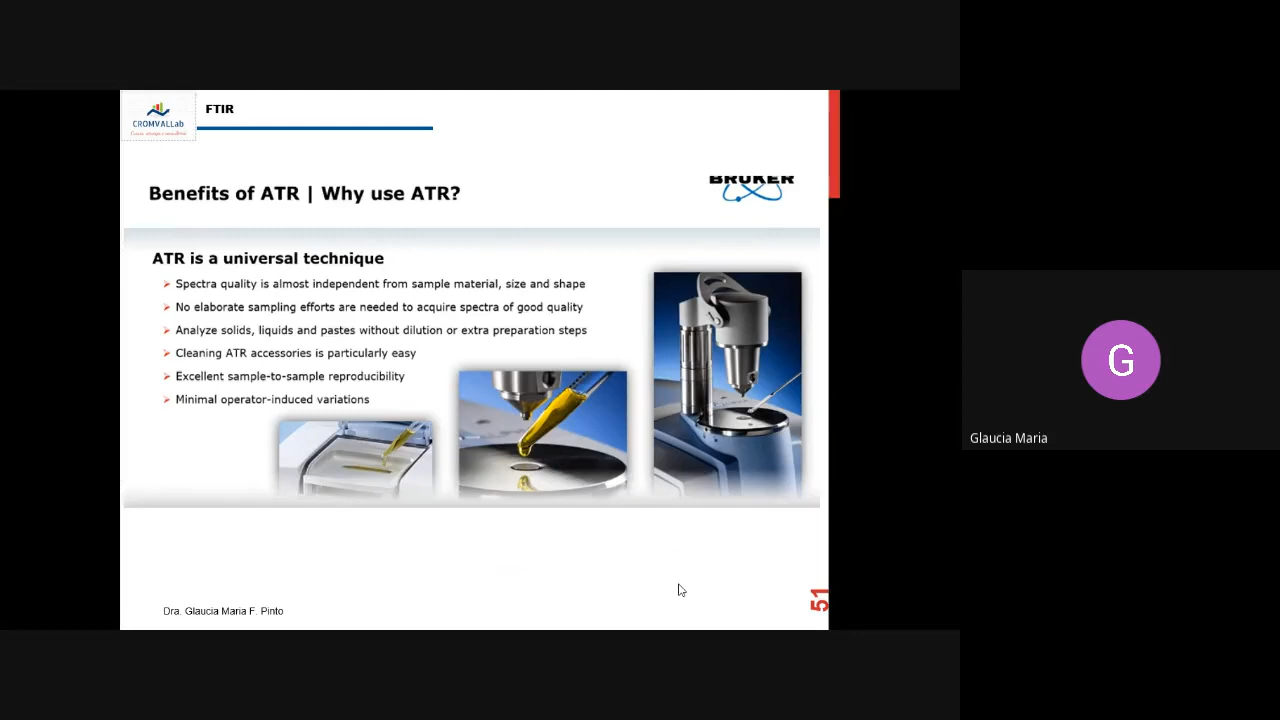 FTIR
CROMVALLab
BRUKER
Benefits of ATR | Why use ATR?
ATR is a universal technique
Spectra quality is almost independent from sample material, size and shape
No elaborate sampling efforts are needed to acquire spectra of good quality
Analyze solids, liquids and pastes without dilution or extra preparation steps
Cleaning ATR accessories is particularly easy
Excellent sample-to-sample reproducibility
Minimal operator-induced variations
G
Glaucia Maria
51
Dra. Glaucia Maria F. Pinto